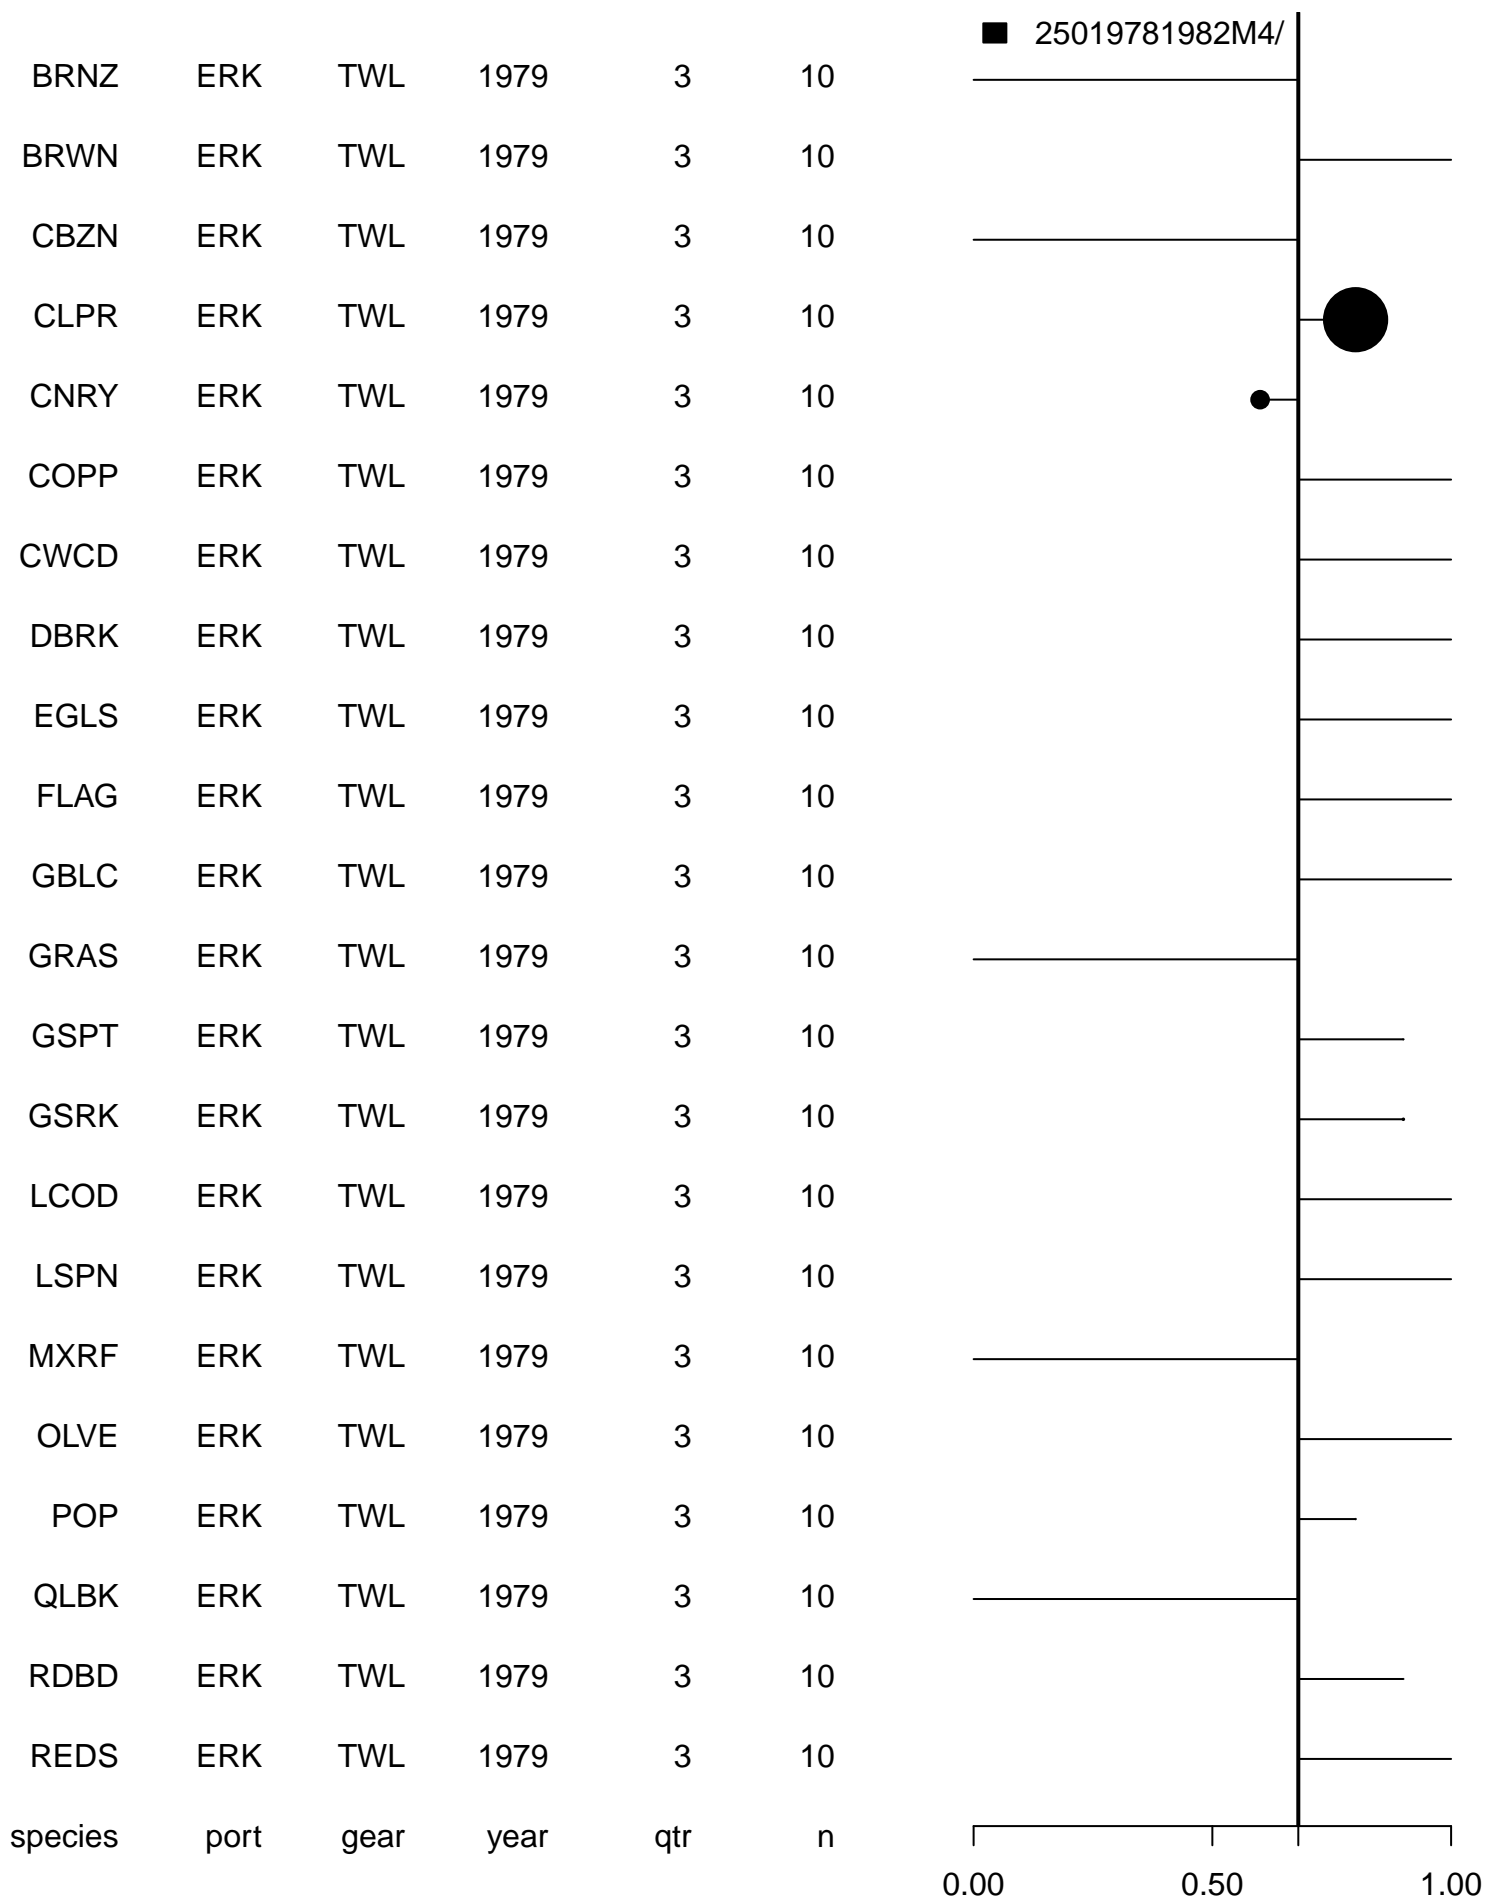 25019781982M4/
BRNZ ERK TWL 1979 3 10
BRWN ERK TWL 1979 3 10
CBZN ERK TWL 1979 3 10
CLPR ERK TWL 1979 3 10
CNRY ERK TWL 1979 3 10
COPP ERK TWL 1979 3 10
CWCD ERK TWL 1979 3 10
DBRK ERK TWL 1979 3 10
EGLS ERK TWL 1979 3 10
FLAG ERK TWL 1979 3 10
GBLC ERK TWL 1979 3 10
GRAS ERK TWL 1979 3 10
GSPT ERK TWL 1979 3 10
GSRK ERK TWL 1979 3 10
LCOD ERK TWL 1979 3 10
LSPN ERK TWL 1979 3 10
MXRF ERK TWL 1979 3 10
OLVE ERK TWL 1979 3 10
POP ERK TWL 1979 3 10
QLBK ERK TWL 1979 3 10
RDBD ERK TWL 1979 3 10
REDS ERK TWL 1979 3 10
species port gear year qtr n
0.00 0.50 1.00